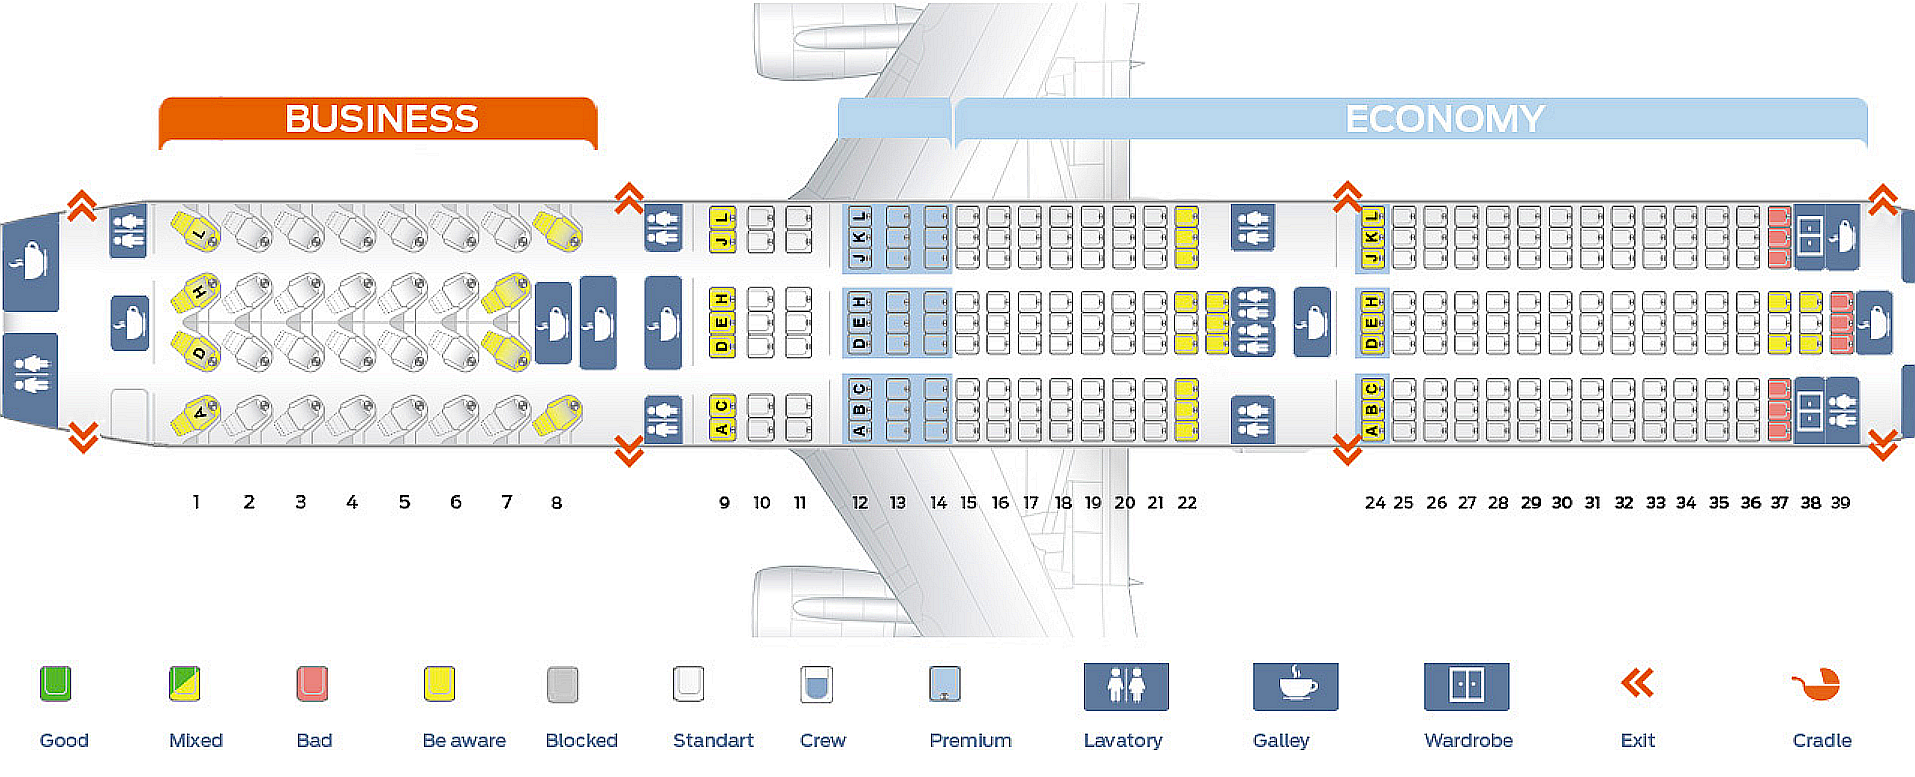 BUSINESS
ECONOMY
L L L
J K K
J J
H H H H
E E E
D D D D
C C C
A A B B
A A
1 2 3 4 5 6 7 8 9 10 11 12 13 14 15 16 17 18 19 20 21 22 24 25 26 27 28 29 30 31 32 33 34 35 36 37 38 39
Good Mixed Bad Be aware Blocked Standart Crew Premium Lavatory Galley Wardrobe Exit Cradle